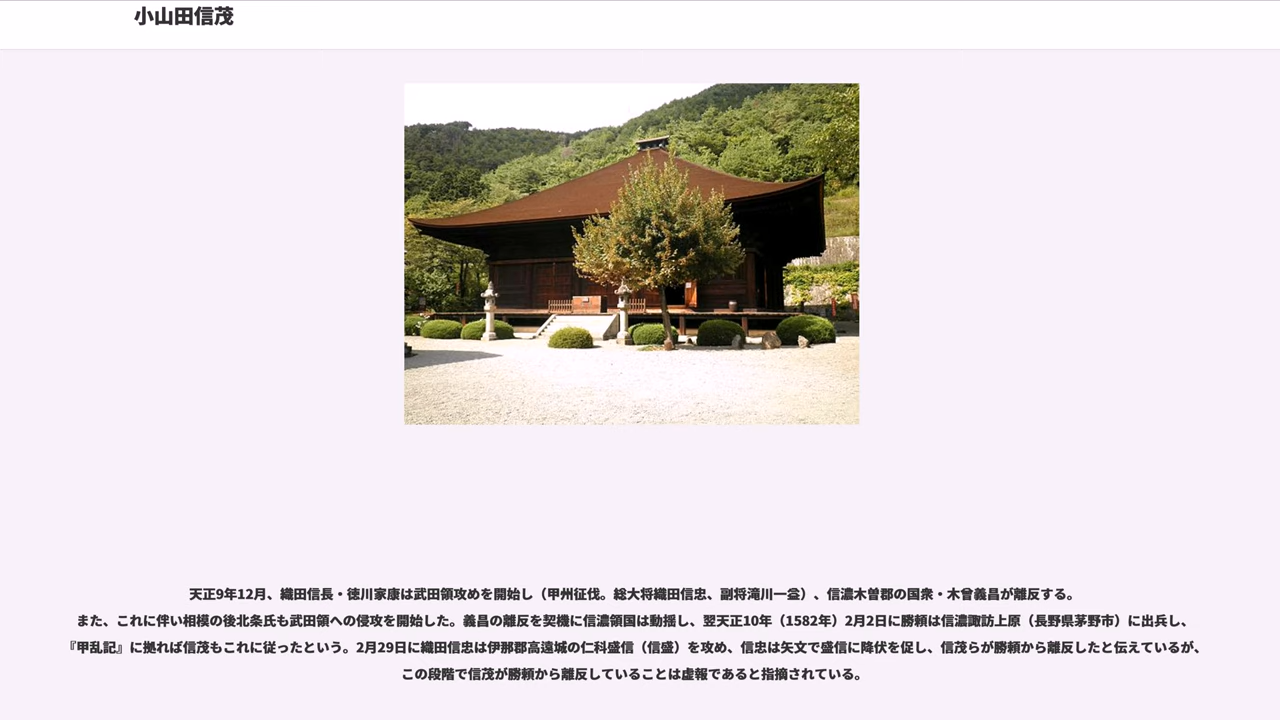 小山田信茂
天正9年12月、織田信長・徳川家康は武田領攻めを開始し（甲州征伐。総大将織田信忠、副将滝川一益）、信濃木曽郡の国衆・木曾義昌が離反する。
また、これに伴い相模の後北条氏も武田領への侵攻を開始した。義昌の離反を契機に信濃領国は動揺し、翌天正10年（1582年）2月2日に勝頼は信濃諏訪上原（長野県茅野市）に出兵し、
『甲乱記』に拠れば信茂もこれに従ったという。2月29日に織田信忠は伊那郡高遠城の仁科盛信（信盛）を攻め、信忠は矢文で盛信に降伏を促し、信茂らが勝頼から離反したと伝えているが、
この段階で信茂が勝頼から離反していることは虚報であると指摘されている。